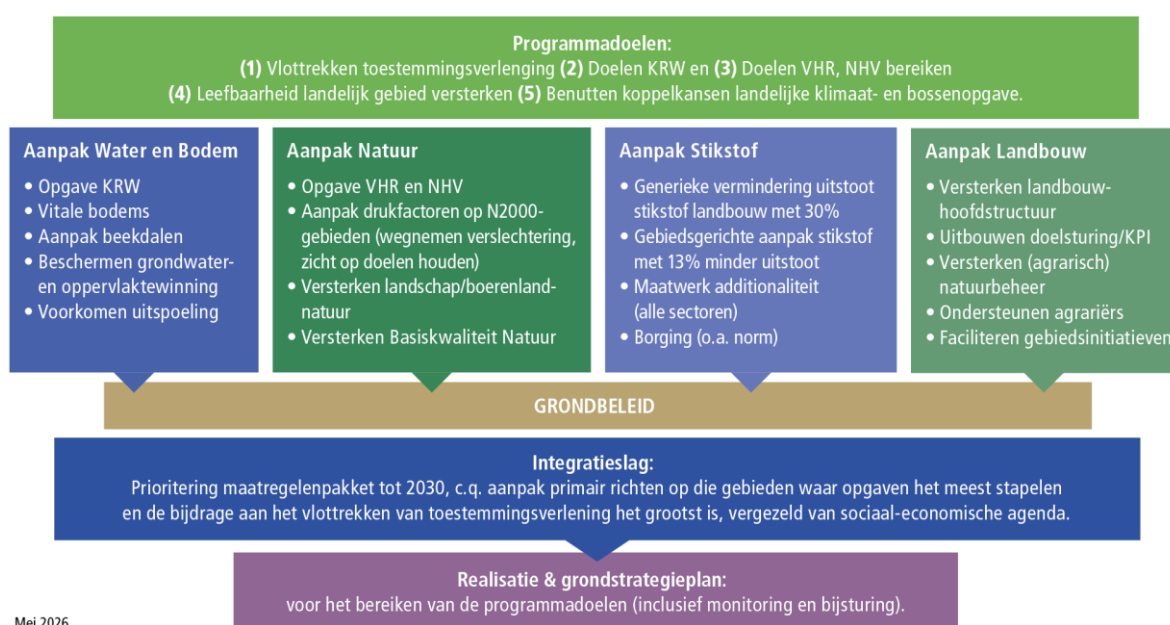 Programmadoelen:
(1) Vlottrekken toestemmingsverlenging (2) Doelen KRW en (3) Doelen VHR, NHV bereiken
(4) Leefbaarheid landelijk gebied versterken (5) Benutten koppelkansen landelijke klimaat- en bossenopgave.
Aanpak Water en Bodem
• Opgave KRW
• Vitale bodems
• Aanpak beekdalen
• Beschermen grondwater-
en oppervlaktewinning
• Voorkomen uitspoeling
Aanpak Natuur
• Opgave VHR en NHV
• Aanpak drukfactoren op N2000-
gebieden (wegnemen verslechtering,
zicht op doelen houden)
• Versterken landschap/boerenland-
natuur
• Versterken Basiskwaliteit Natuur
Aanpak Stikstof
• Generieke vermindering uitstoot
stikstof landbouw met 30%
• Gebiedsgerichte aanpak stikstof
met 13% minder uitstoot
• Maatwerk additionaliteit
(alle sectoren)
• Borging (o.a. norm)
Aanpak Landbouw
• Versterken landbouw-
hoofdstructuur
• Uitbouwen doelsturing/KPI
• Versterken (agrarisch)
natuurbeheer
• Ondersteunen agrariërs
• Faciliteren gebiedsinitiatieven
GRONDBELEID
Integratieslag:
Prioritering maatregelenpakket tot 2030, c.q. aanpak primair richten op die gebieden waar opgaven het meest stapelen
en de bijdrage aan het vlottrekken van toestemmingsverlening het grootst is, vergezeld van sociaal-economische agenda.
Realisatie & grondstrategieplan:
voor het bereiken van de programmadoelen (inclusief monitoring en bijsturing).
Mei 2026